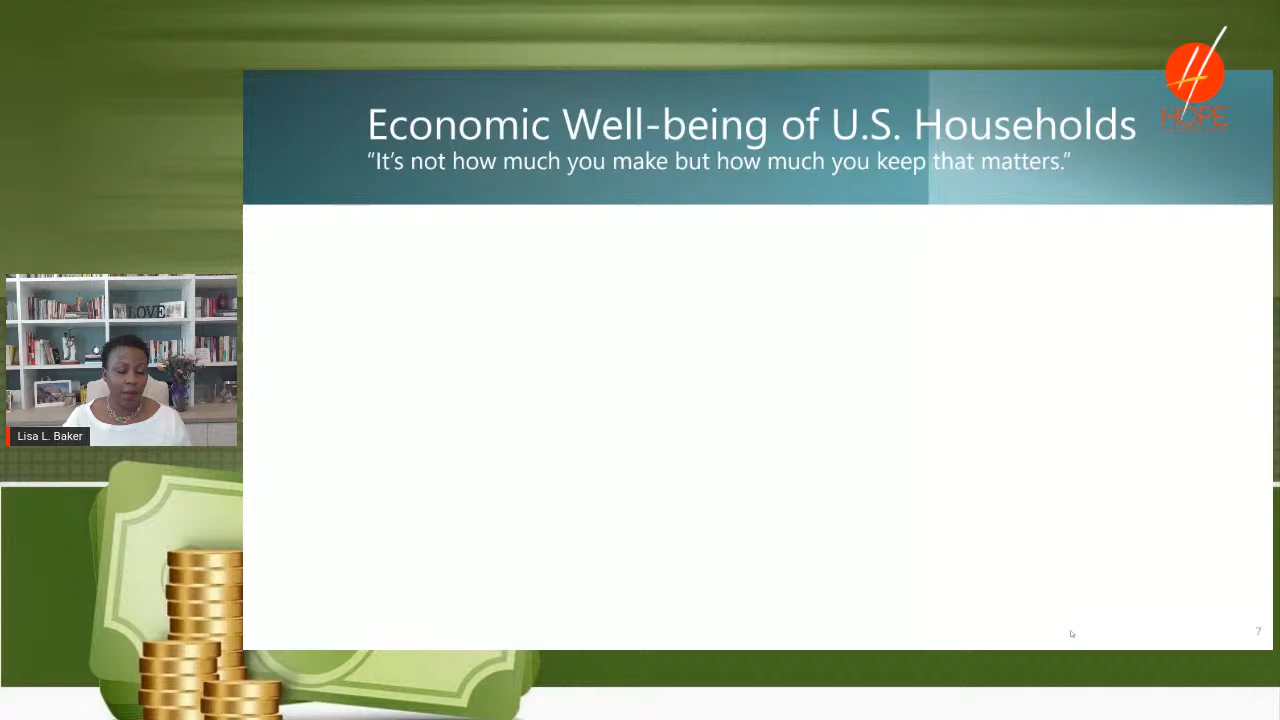 HOPE
Economic Well-being of U.S. Households
“It’s not how much you make but how much you keep that matters.”
LOVE
Lisa L. Baker
7